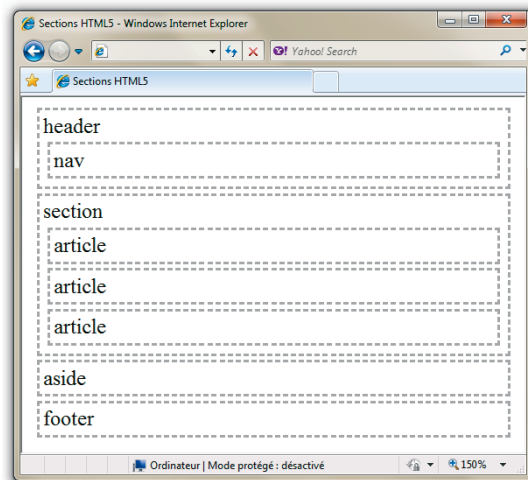 Sections HTML5 - Windows Internet Explorer
Yahoo! Search
Sections HTML5
header
nav
section
article
article
article
aside
footer
Ordinateur | Mode protégé : désactivé
150%